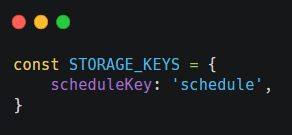 const STORAGE_KEYS = {
    scheduleKey: 'schedule',
}